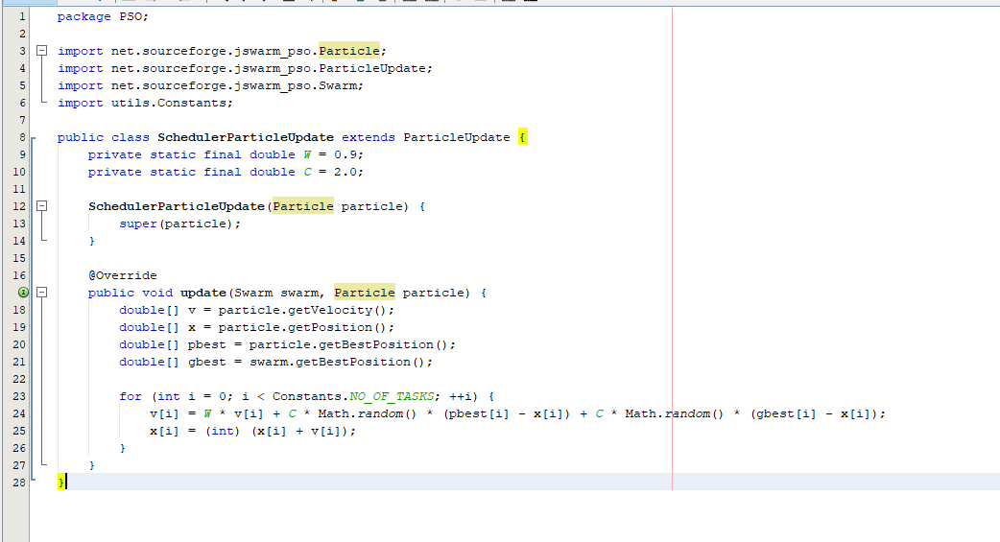 1 package PSO;
2
3 import net.sourceforge.jswarm_pso.Particle;
4 import net.sourceforge.jswarm_pso.ParticleUpdate;
5 import net.sourceforge.jswarm_pso.Swarm;
6 import utils.Constants;
7
8 public class SchedulerParticleUpdate extends ParticleUpdate {
9     private static final double W = 0.9;
10     private static final double C = 2.0;
11
12     SchedulerParticleUpdate(Particle particle) {
13         super(particle);
14     }
15
16     @Override
    public void update(Swarm swarm, Particle particle) {
18         double[] v = particle.getVelocity();
19         double[] x = particle.getPosition();
20         double[] pbest = particle.getBestPosition();
21         double[] gbest = swarm.getBestPosition();
22
23         for (int i = 0; i < Constants.NO_OF_TASKS; ++i) {
24             v[i] = W * v[i] + C * Math.random() * (pbest[i] - x[i]) + C * Math.random() * (gbest[i] - x[i]);
25             x[i] = (int) (x[i] + v[i]);
26         }
27     }
28 }